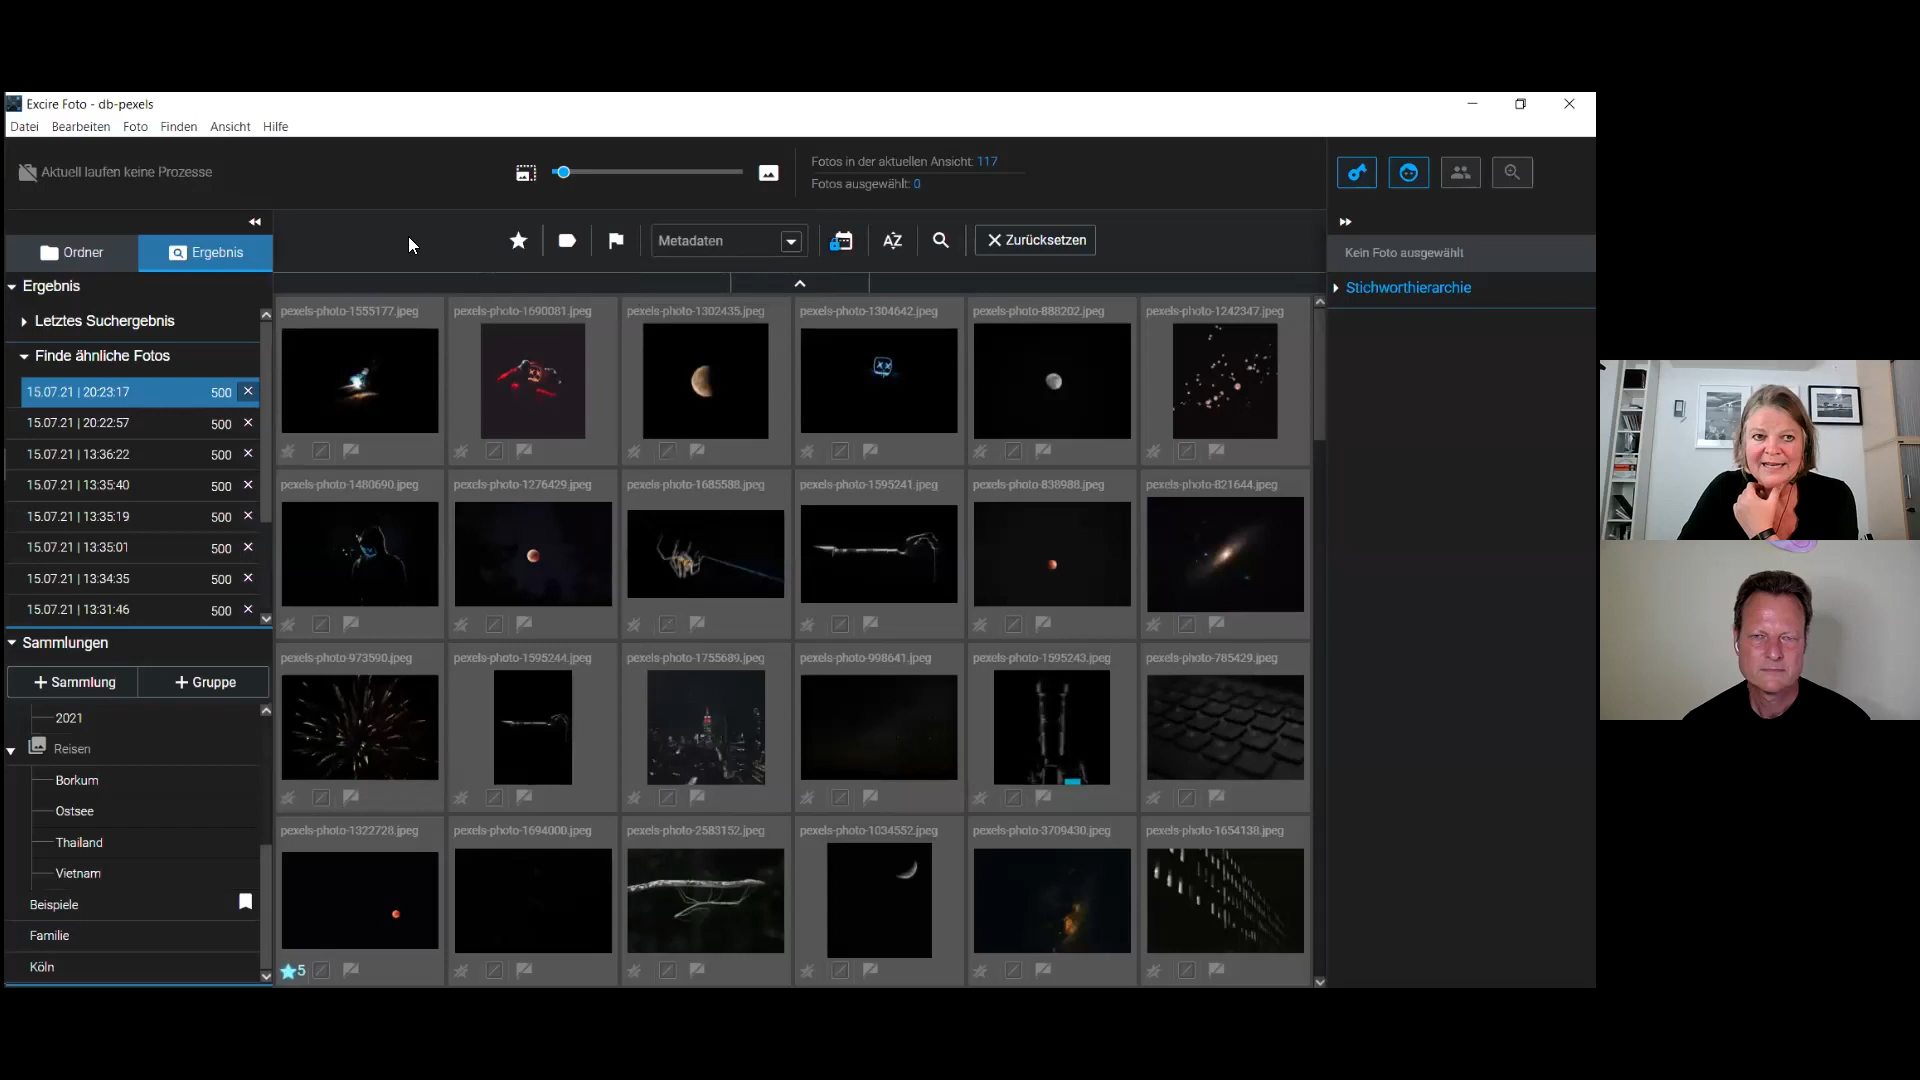 Excire Foto - db-pexels
Datei Bearbeiten Foto Finden Ansicht Hilfe
Aktuell laufen keine Prozesse
Fotos in der aktuellen Ansicht: 117
Fotos ausgewählt: 0
Ordner
Ergebnis
Metadaten
AZ
Zurücksetzen
Kein Foto ausgewählt
Stichworthierarchie
Ergebnis
Letztes Suchergebnis
Finde ähnliche Fotos
15.07.21 | 20:23:17 500
15.07.21 | 20:22:57 500
15.07.21 | 13:36:22 500
15.07.21 | 13:35:40 500
15.07.21 | 13:35:19 500
15.07.21 | 13:35:01 500
15.07.21 | 13:34:35 500
15.07.21 | 13:31:46 500
Sammlungen
+ Sammlung
+ Gruppe
2021
Reisen
Borkum
Ostsee
Thailand
Vietnam
Beispiele
Familie
Köln
pexels-photo-1555177.jpeg
pexels-photo-1690081.jpeg
pexels-photo-1302435.jpeg
pexels-photo-1304642.jpeg
pexels-photo-888202.jpeg
pexels-photo-1242347.jpeg
pexels-photo-1480690.jpeg
pexels-photo-1276429.jpeg
pexels-photo-1685588.jpeg
pexels-photo-1595241.jpeg
pexels-photo-838988.jpeg
pexels-photo-821644.jpeg
pexels-photo-973590.jpeg
pexels-photo-1595244.jpeg
pexels-photo-1755689.jpeg
pexels-photo-998641.jpeg
pexels-photo-1595243.jpeg
pexels-photo-785429.jpeg
pexels-photo-1322728.jpeg
pexels-photo-1694000.jpeg
pexels-photo-2583152.jpeg
pexels-photo-1034552.jpeg
pexels-photo-3709430.jpeg
pexels-photo-1654138.jpeg
5